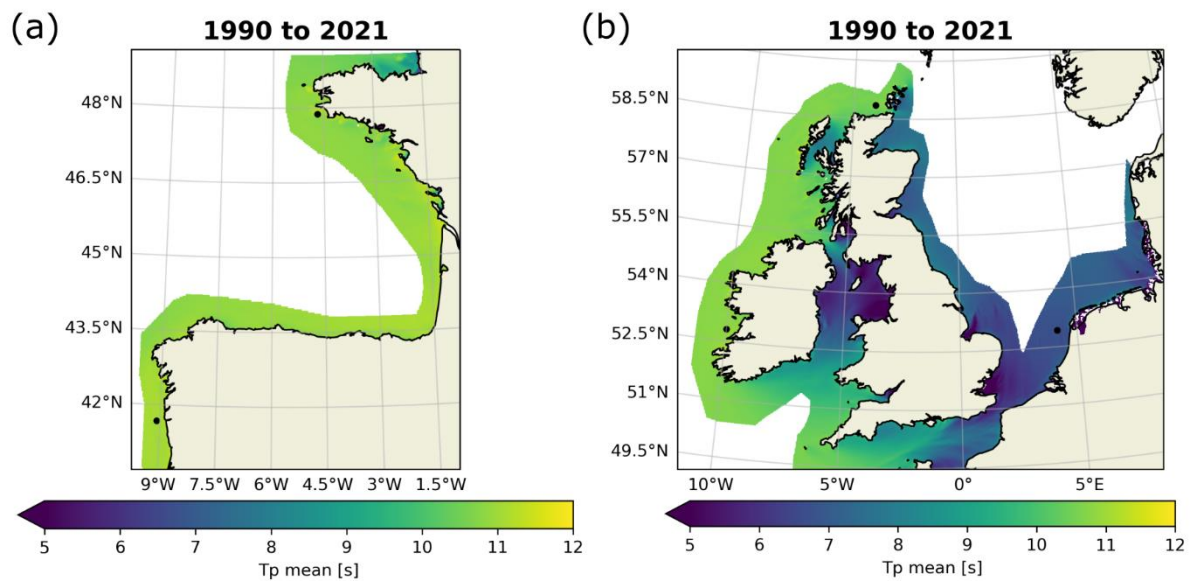 (a)
1990 to 2021
48°N
46.5°N
45°N
43.5°N
42°N
9°W 7.5°W 6°W 4.5°W 3°W 1.5°W
5 6 7 8 9 10 11 12
Tp mean [s]
(b)
1990 to 2021
58.5°N
57°N
55.5°N
54°N
52.5°N
51°N
49.5°N
10°W 5°W 0° 5°E
5 6 7 8 9 10 11 12
Tp mean [s]